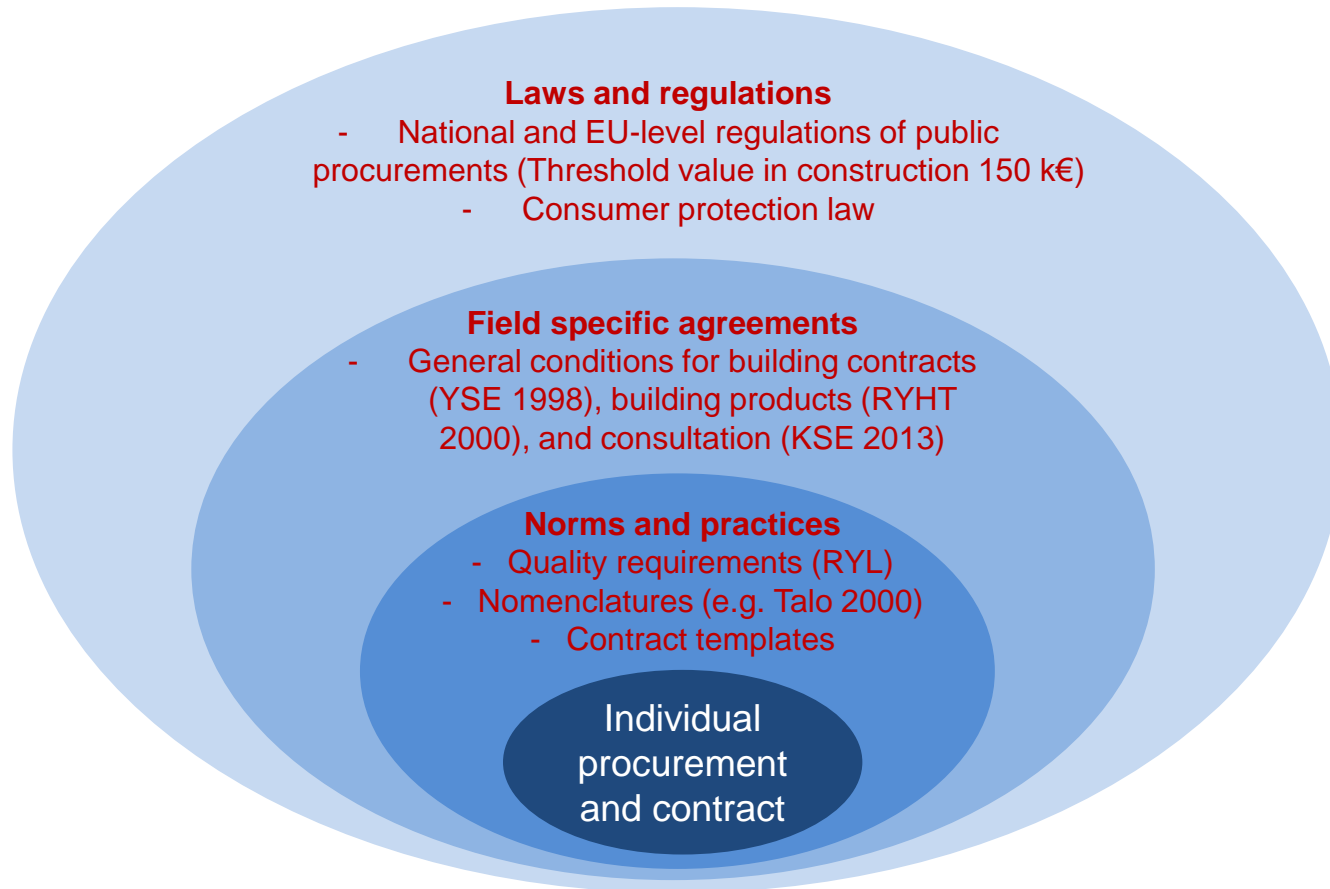 Laws and regulations
- National and EU-level regulations of public
procurements (Threshold value in construction 150 k€)
- Consumer protection law
Field specific agreements
- General conditions for building contracts
(YSE 1998), building products (RYHT
2000), and consultation (KSE 2013)
Norms and practices
- Quality requirements (RYL)
- Nomenclatures (e.g. Talo 2000)
- Contract templates
Individual
procurement
and contract